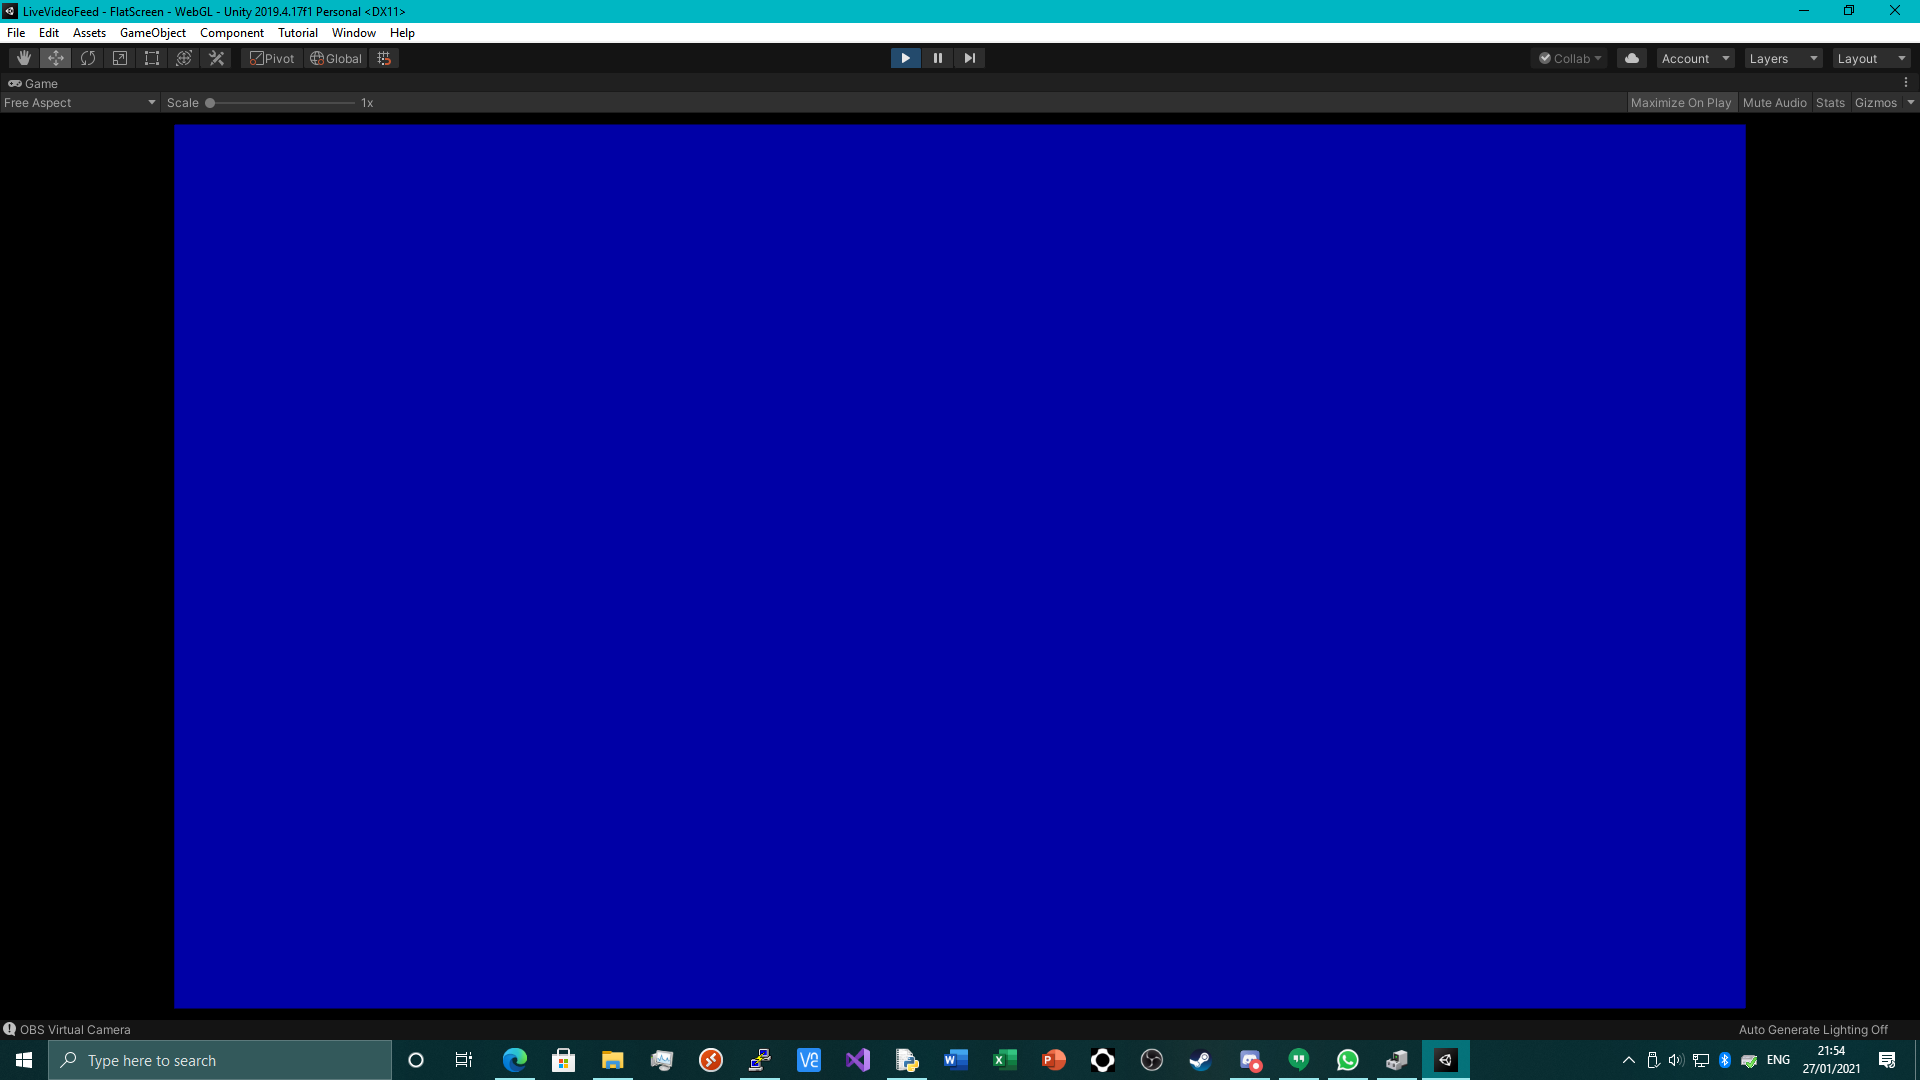 LiveVideoFeed - FlatScreen - WebGL - Unity 2019.4.17f1 Personal <DX11>
File Edit Assets GameObject Component Tutorial Window Help
Pivot Global Collab Account Layers Layout
Game
Free Aspect Scale 1x Maximize On Play Mute Audio Stats Gizmos
OBS Virtual Camera Auto Generate Lighting Off
Type here to search ENG 21:54
27/01/2021